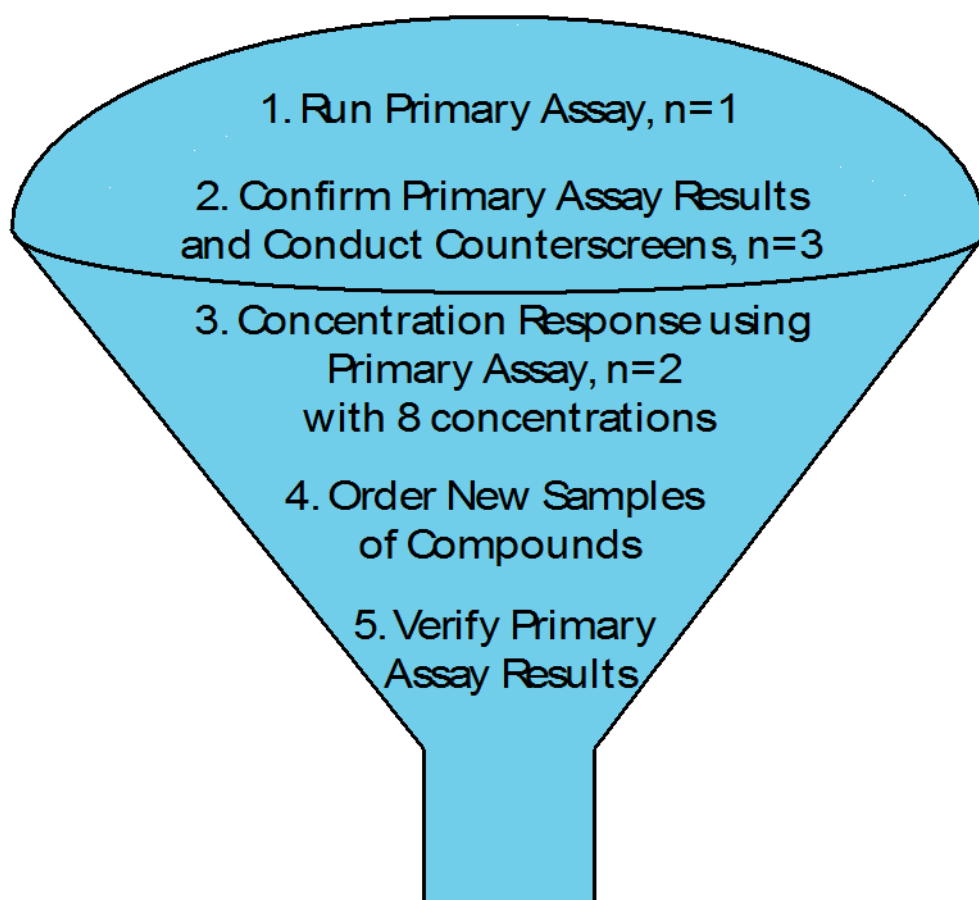 1. Run Primary Assay, n=1
2. Confirm Primary Assay Results
and Conduct Counterscreens, n=3
3. Concentration Response using
Primary Assay, n=2
with 8 concentrations
4. Order New Samples
of Compounds
5. Verify Primary
Assay Results